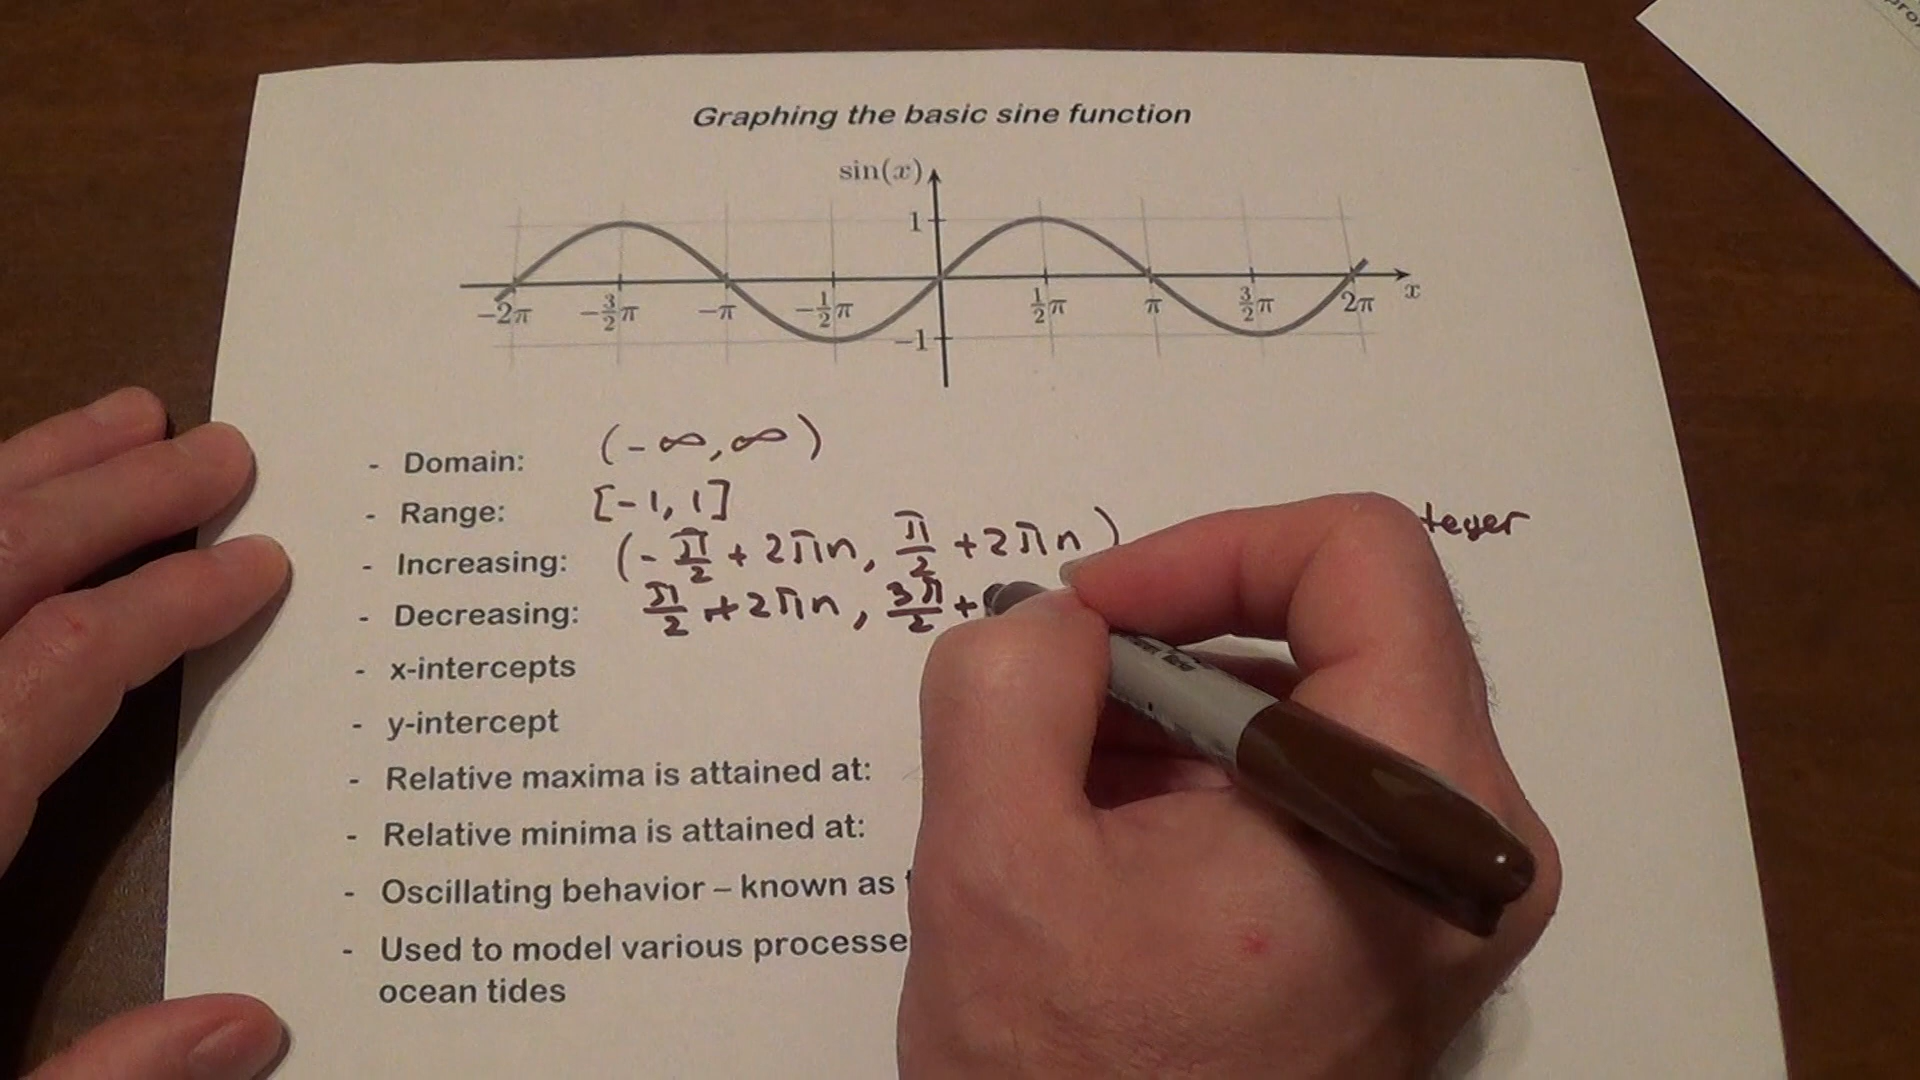 Graphing the basic sine function
sin(x)
1
−2π −3/2π −π −1/2π 1/2π π 3/2π 2π x
−1
- Domain: (-∞, ∞)
- Range: [-1, 1]
- Increasing: (-π/2 + 2πn, π/2 + 2πn)
- Decreasing: π/2 + 2πn, 3π/2 +
- x-intercepts
- y-intercept
- Relative maxima is attained at:
- Relative minima is attained at:
- Oscillating behavior – known as
- Used to model various processe
ocean tides